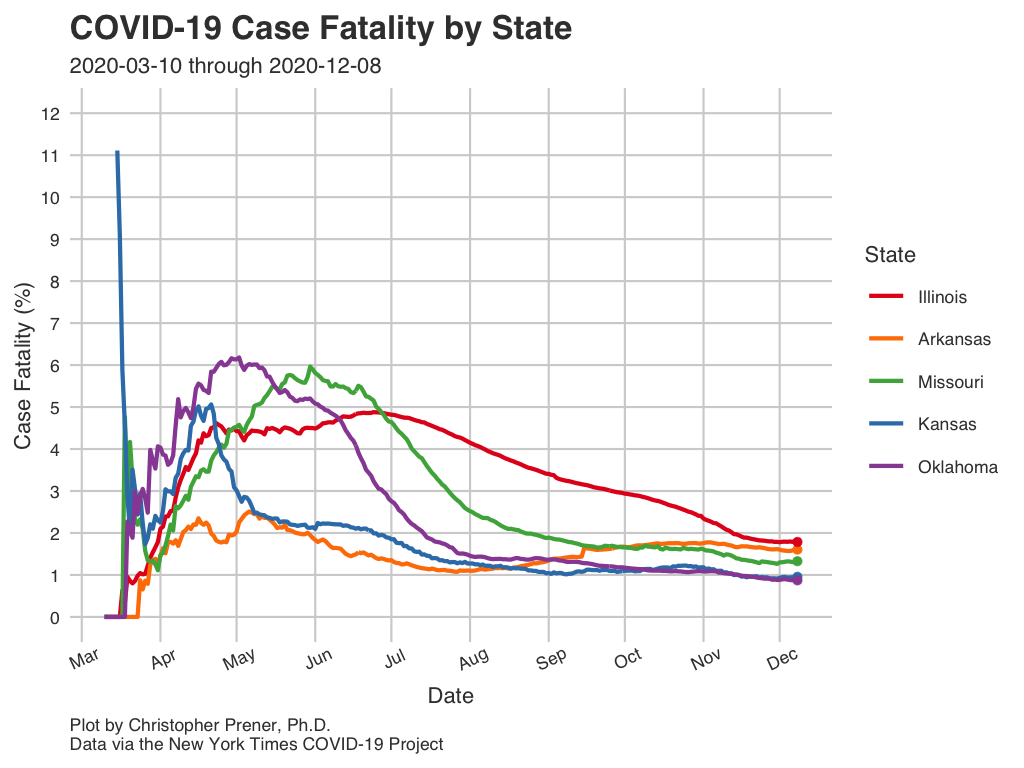 COVID-19 Case Fatality by State
2020-03-10 through 2020-12-08
Case Fatality (%)
12
11
10
9
8
7
6
5
4
3
2
1
0
Mar
Apr
May
Jun
Jul
Aug
Sep
Oct
Nov
Dec
Date
State
Illinois
Arkansas
Missouri
Kansas
Oklahoma
Plot by Christopher Prener, Ph.D.
Data via the New York Times COVID-19 Project